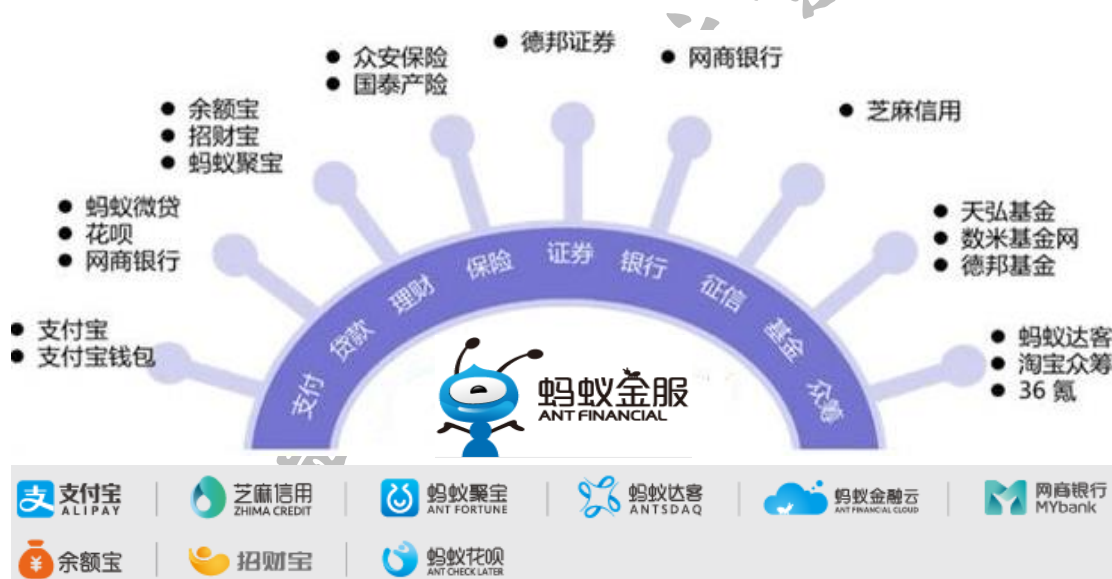 德邦证券
众安保险
国泰产险
网商银行
余额宝
招财宝
蚂蚁聚宝
芝麻信用
蚂蚁微贷
花呗
网商银行
天弘基金
数米基金网
德邦基金
支付宝
支付宝钱包
蚂蚁达客
淘宝众筹
36 氪
支付
贷款
理财
保险
证券
银行
征信
基金
众筹
蚂蚁金服
ANT FINANCIAL
支付宝
ALIPAY
芝麻信用
ZHIMA CREDIT
蚂蚁聚宝
ANT FORTUNE
蚂蚁达客
ANTSDAQ
蚂蚁金融云
ANT FINANCIAL CLOUD
网商银行
MYbank
余额宝
招财宝
蚂蚁花呗
ANT CHECK LATER